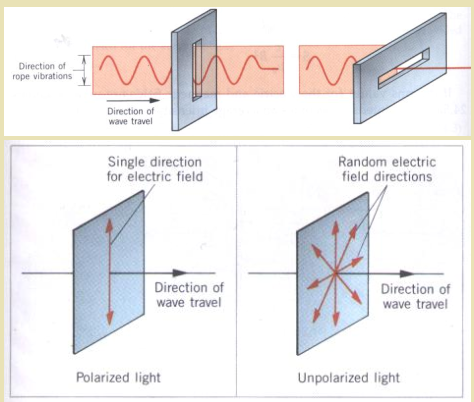 Direction of
rope vibrations
Direction of
wave travel
Single direction
for electric field
Direction of
wave travel
Polarized light
Random electric
field directions
Direction of
wave travel
Unpolarized light